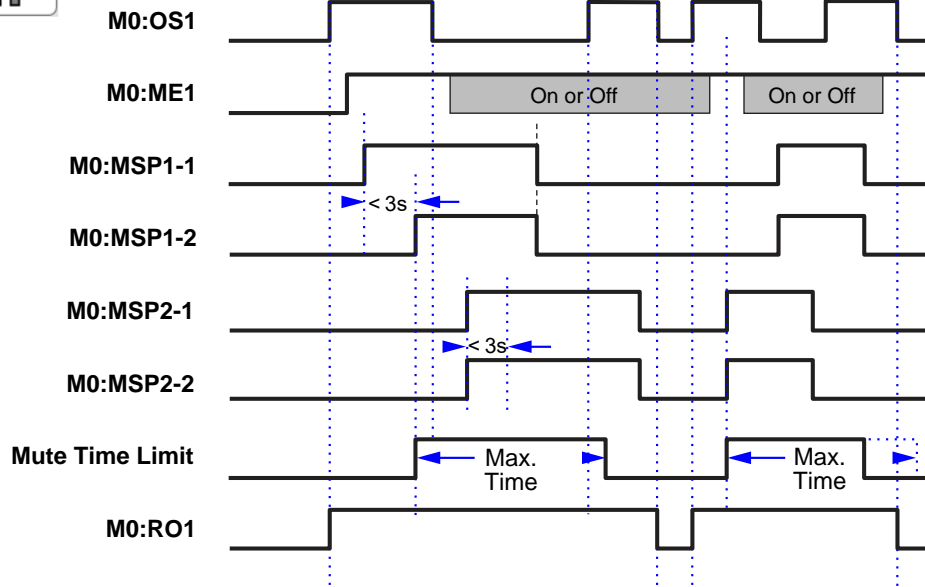 M0:OS1
M0:ME1
On or Off
On or Off
M0:MSP1-1
< 3s
M0:MSP1-2
M0:MSP2-1
< 3s
M0:MSP2-2
Mute Time Limit
Max.
Time
Max.
Time
M0:RO1